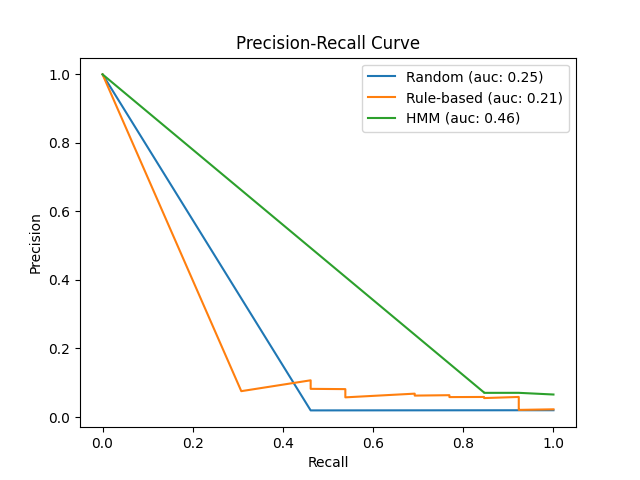 Precision-Recall Curve
Random (auc: 0.25)
Rule-based (auc: 0.21)
HMM (auc: 0.46)
Precision
1.0
0.8
0.6
0.4
0.2
0.0
0.0 0.2 0.4 0.6 0.8 1.0
Recall